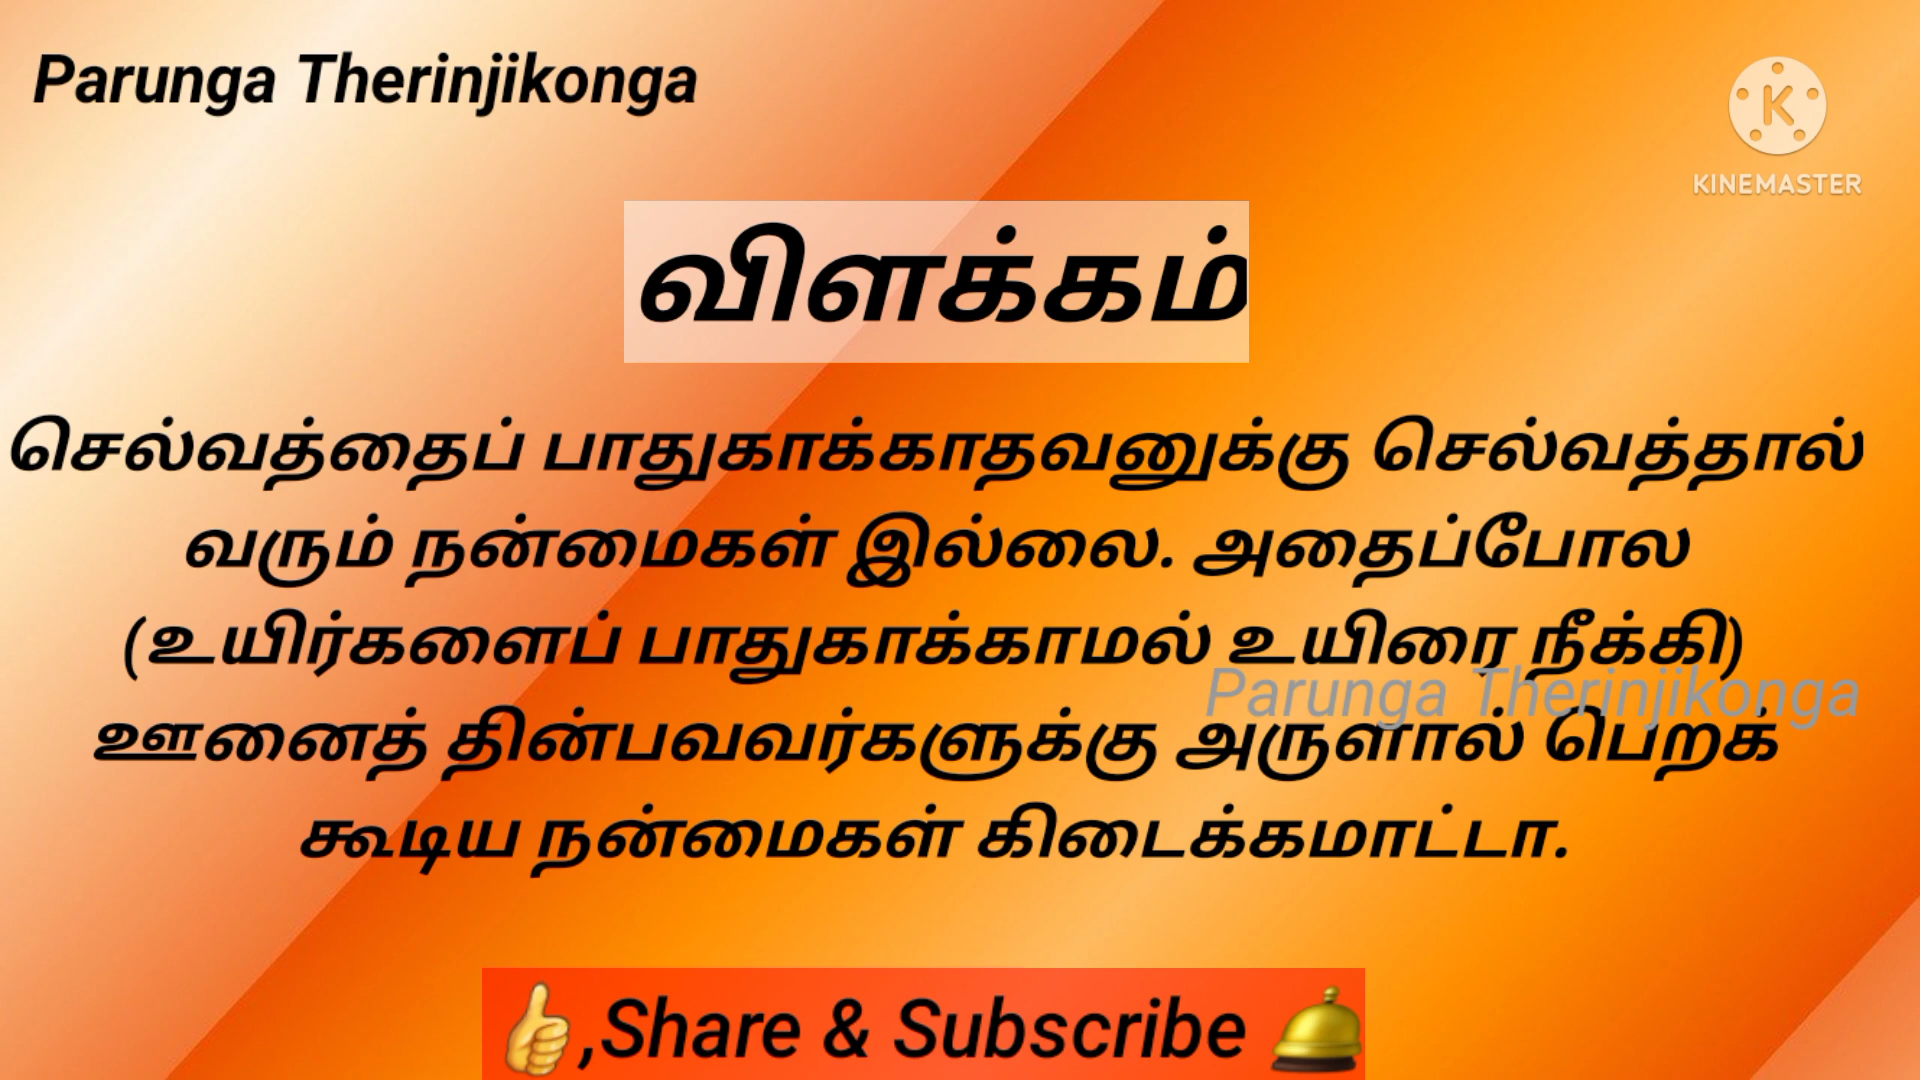 Parunga Therinjikonga
K
KINEMASTER
விளக்கம்
செல்வத்தைப் பாதுகாக்காதவனுக்கு செல்வத்தால்
வரும் நன்மைகள் இல்லை. அதைப்போல
(உயிர்களைப் பாதுகாக்காமல் உயிரை நீக்கி)
Parunga Therinjikonga
ஊனைத் தின்பவவர்களுக்கு அருளால் பெறக்
கூடிய நன்மைகள் கிடைக்கமாட்டா.
👍,Share & Subscribe 🛎